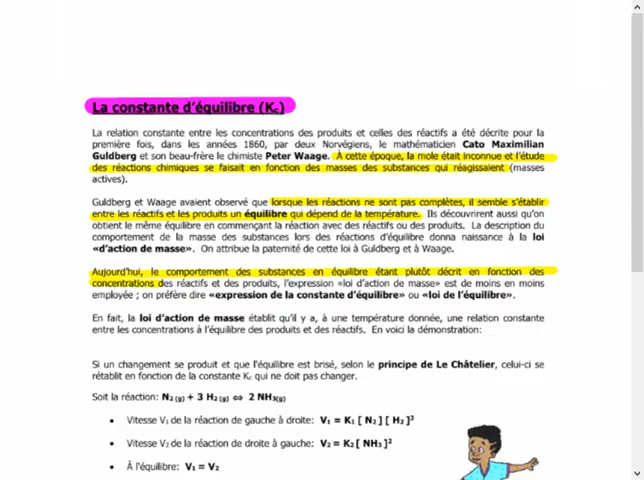 La constante d'équilibre (Kc)
La relation constante entre les concentrations des produits et celles des réactifs a été décrite pour la
première fois, dans les années 1860, par deux Norvégiens, le mathématicien Cato Maximilian
Guldberg et son beau-frère le chimiste Peter Waage. À cette époque, la mole était inconnue et l'étude
des réactions chimiques se faisait en fonction des masses des substances qui réagissaient (masses
actives).
Guldberg et Waage avaient observé que lorsque les réactions ne sont pas complètes, il semble s'établir
entre les réactifs et les produits un équilibre qui dépend de la température. Ils découvrirent aussi qu'on
obtient le même équilibre en commençant la réaction avec des réactifs ou des produits. La description du
comportement de la masse des substances lors des réactions d'équilibre donna naissance à la loi
«d'action de masse». On attribua la paternité de cette loi à Guldberg et à Waage.
Aujourd'hui, le comportement des substances en équilibre étant plutôt décrit en fonction des
concentrations des réactifs et des produits, l'expression «loi d'action de masse» est de moins en moins
employée ; on préfère dire «expression de la constante d'équilibre» ou «loi de l'équilibre».
En fait, la loi d'action de masse établit qu'il y a, à une température donnée, une relation constante
entre les concentrations à l'équilibre des produits et des réactifs. En voici la démonstration:
Si un changement se produit et que l'équilibre est brisé, selon le principe de Le Châtelier, celui-ci se
rétablit en fonction de la constante Kc qui ne doit pas changer.
Soit la réaction: N2 (g) + 3 H2 (g) ⇔ 2 NH3(g)
• Vitesse V1 de la réaction de gauche à droite: V1 = K1 [ N2 ] [ H2 ]³
• Vitesse V2 de la réaction de droite à gauche: V2 = K2 [ NH3 ]²
• À l'équilibre: V1 = V2